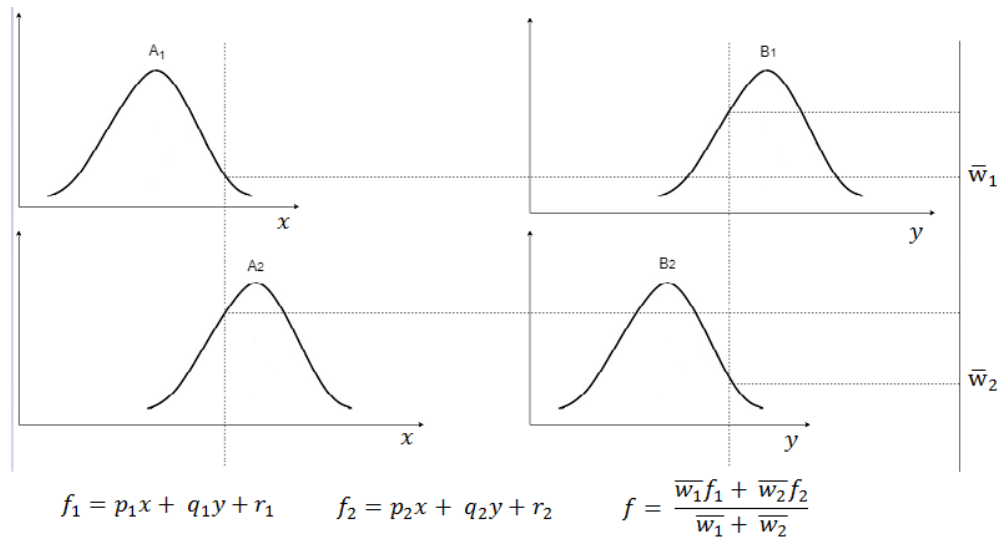 A₁
B₁
w̅₁
x
y
A₂
B₂
w̅₂
x
y
f₁ = p₁x + q₁y + r₁
f₂ = p₂x + q₂y + r₂
f = (w̅₁f₁ + w̅₂f₂) / (w̅₁ + w̅₂)